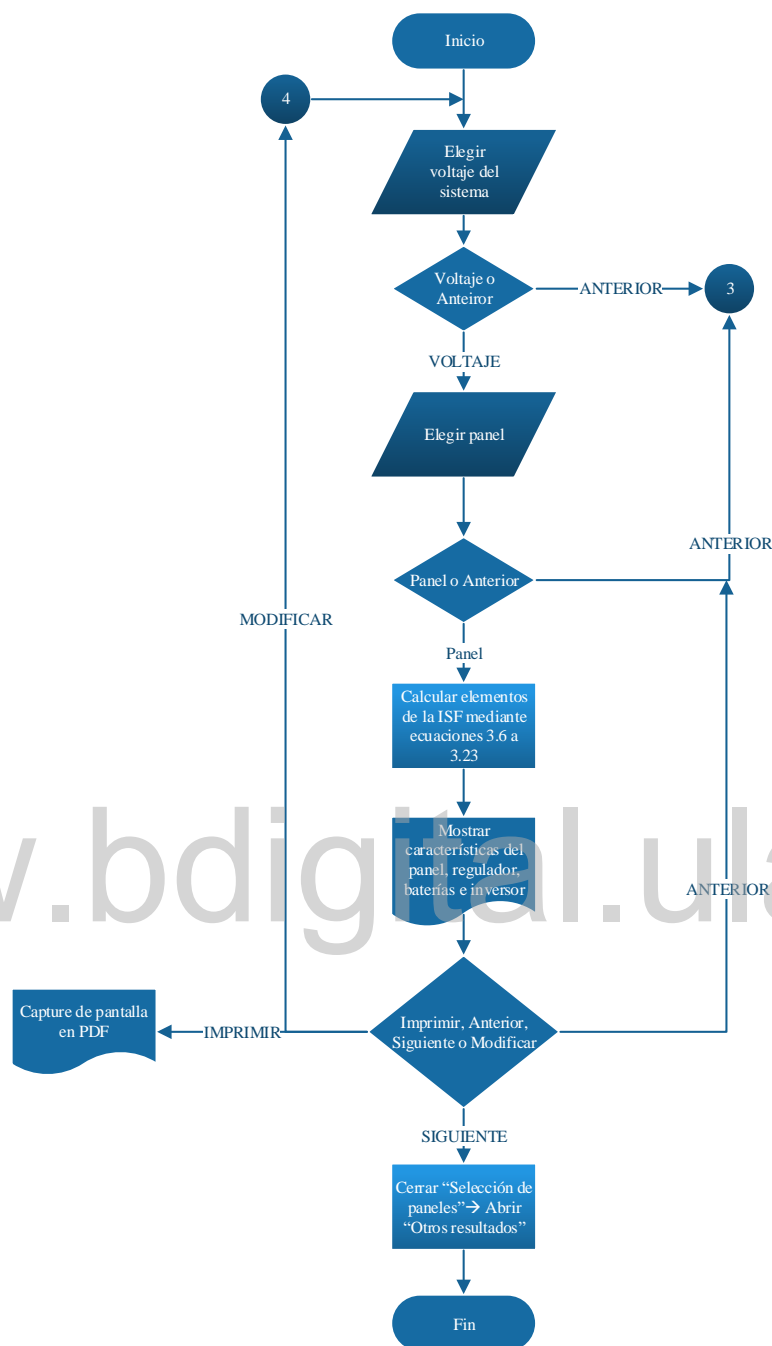 Inicio
4
Elegir
voltaje del
sistema
Voltaje o
Anteiror
ANTERIOR
3
VOLTAJE
Elegir panel
ANTERIOR
Panel o Anterior
MODIFICAR
Panel
Calcular elementos
de la ISF mediante
ecuaciones 3.6 a
3.23
Mostrar
características del
panel, regulador,
baterías e inversor
ANTERIOR
w.bdigital.ula
Capture de pantalla
en PDF
IMPRIMIR
Imprimir, Anterior,
Siguiente o Modificar
SIGUIENTE
Cerrar “Selección de
paneles”→ Abrir
“Otros resultados”
Fin